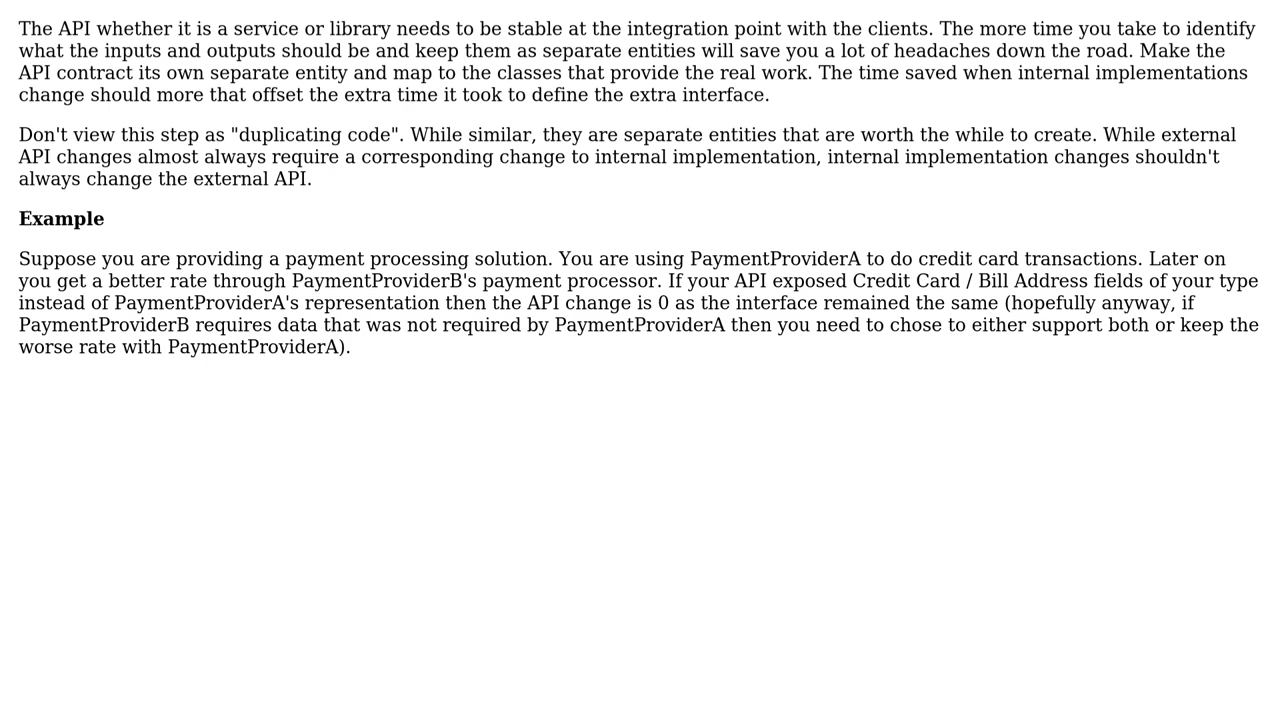 The API whether it is a service or library needs to be stable at the integration point with the clients. The more time you take to identify
what the inputs and outputs should be and keep them as separate entities will save you a lot of headaches down the road. Make the
API contract its own separate entity and map to the classes that provide the real work. The time saved when internal implementations
change should more that offset the extra time it took to define the extra interface.
Don't view this step as "duplicating code". While similar, they are separate entities that are worth the while to create. While external
API changes almost always require a corresponding change to internal implementation, internal implementation changes shouldn't
always change the external API.
Example
Suppose you are providing a payment processing solution. You are using PaymentProviderA to do credit card transactions. Later on
you get a better rate through PaymentProviderB's payment processor. If your API exposed Credit Card / Bill Address fields of your type
instead of PaymentProviderA's representation then the API change is 0 as the interface remained the same (hopefully anyway, if
PaymentProviderB requires data that was not required by PaymentProviderA then you need to chose to either support both or keep the
worse rate with PaymentProviderA).